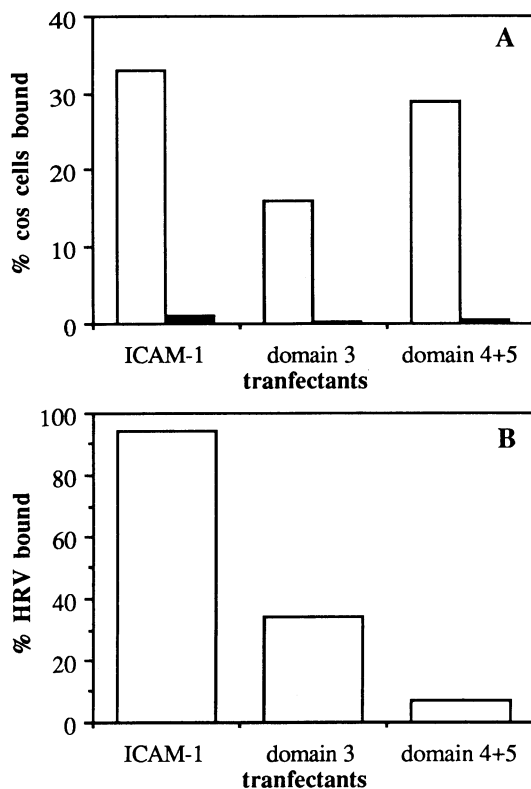 A
40
30
20
10
0
% cos cells bound
ICAM-1 domain 3 domain 4+5
tranfectants
B
100
80
60
40
20
0
% HRV bound
ICAM-1 domain 3 domain 4+5
tranfectants